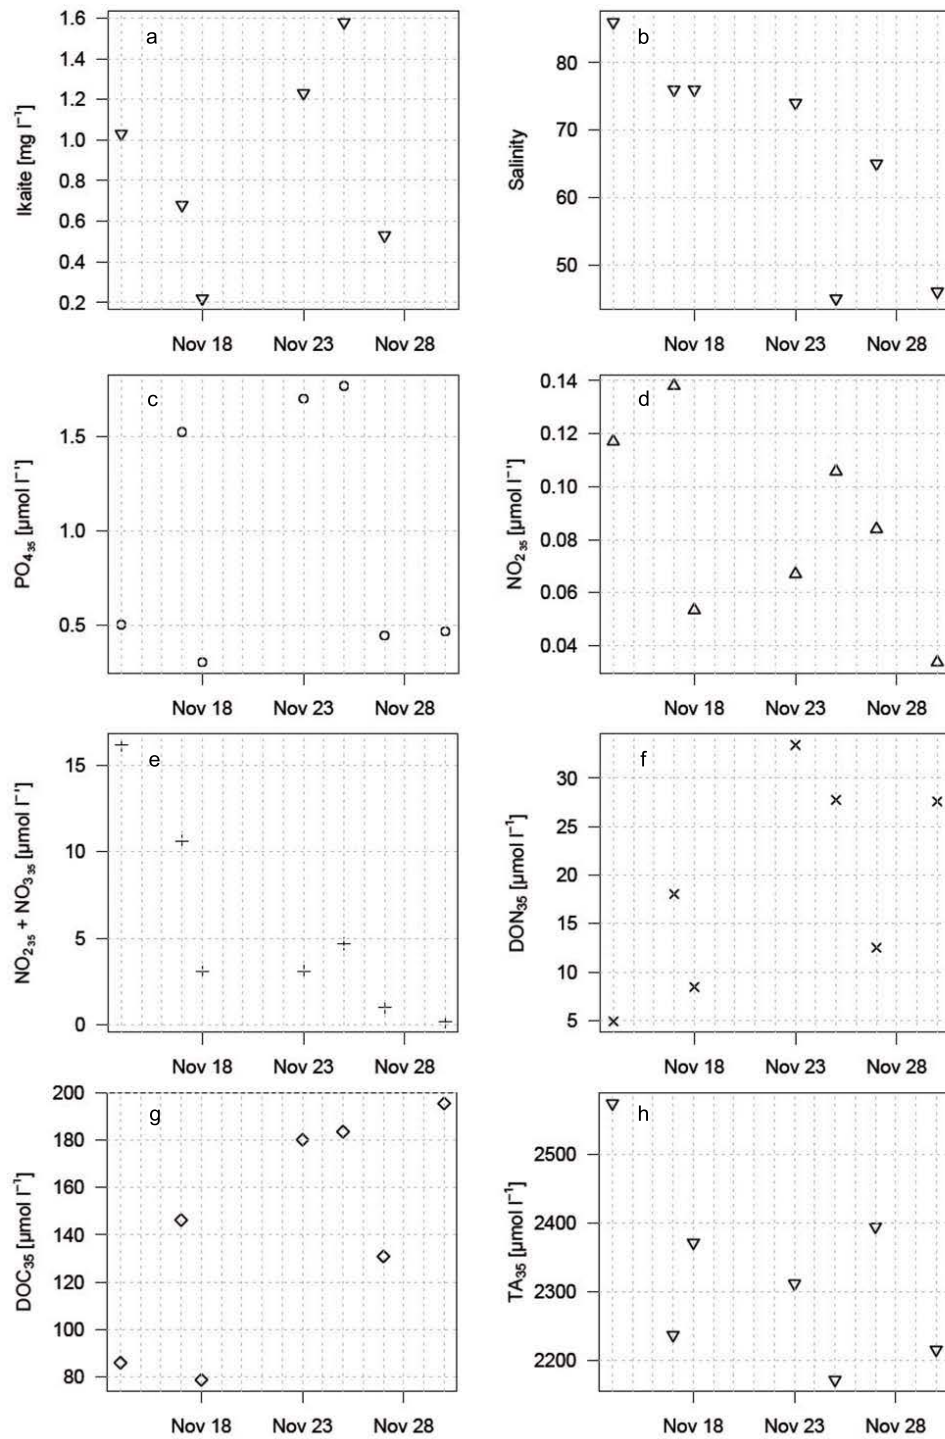 a
Ikaite [mg l⁻¹]
1.6
1.4
1.2
1.0
0.8
0.6
0.4
0.2
Nov 18 Nov 23 Nov 28
b
Salinity
80
70
60
50
Nov 18 Nov 23 Nov 28
c
PO₄₃₅ [µmol l⁻¹]
1.5
1.0
0.5
Nov 18 Nov 23 Nov 28
d
NO₂₃₅ [µmol l⁻¹]
0.14
0.12
0.10
0.08
0.06
0.04
Nov 18 Nov 23 Nov 28
e
NO₂₃₅ + NO₃₃₅ [µmol l⁻¹]
15
10
5
0
Nov 18 Nov 23 Nov 28
f
DON₃₅ [µmol l⁻¹]
30
25
20
15
10
5
Nov 18 Nov 23 Nov 28
g
DOC₃₅ [µmol l⁻¹]
200
180
160
140
120
100
80
Nov 18 Nov 23 Nov 28
h
TA₃₅ [µmol l⁻¹]
2500
2400
2300
2200
Nov 18 Nov 23 Nov 28